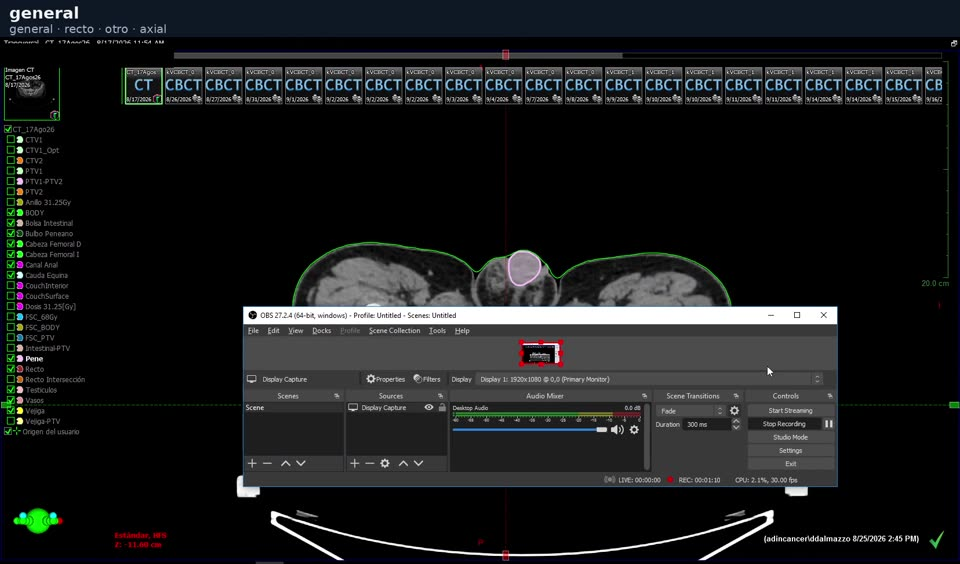 general
general · recto · otro · axial
Imagen CT
CT_17Ago26
8/17/2026
CT_17Agos
CT
8/17/2026
kVCBCT_0
CBCT
8/26/2026
kVCBCT_0
CBCT
8/27/2026
kVCBCT_0
CBCT
8/31/2026
kVCBCT_0
CBCT
9/1/2026
kVCBCT_0
CBCT
9/2/2026
kVCBCT_0
CBCT
9/2/2026
kVCBCT_0
CBCT
9/3/2026
kVCBCT_0
CBCT
9/4/2026
kVCBCT_0
CBCT
9/7/2026
kVCBCT_0
CBCT
9/8/2026
kVCBCT_1
CBCT
9/9/2026
kVCBCT_1
CBCT
9/10/2026
kVCBCT_1
CBCT
9/10/2026
kVCBCT_1
CBCT
9/11/2026
kVCBCT_1
CBCT
9/11/2026
kVCBCT_1
CBCT
9/14/2026
kVCBCT_1
CBCT
9/14/2026
kVCBCT_1
CBCT
9/15/2026
kVCBCT_1
CB
9/16/2
CT_17Ago26
CTV1
CTV1_Opt
CTV2
PTV1
PTV1-PTV2
PTV2
Anillo 31.25Gy
BODY
Bolsa Intestinal
Bulbo Peneano
Cabeza Femoral D
Cabeza Femoral I
Canal Anal
Cauda Equina
CouchInterior
CouchSurface
Dosis 31.25[Gy]
FSC_68Gy
FSC_BODY
FSC_PTV
Intestinal-PTV
Pene
Recto
Recto Intersección
Testiculos
Vasos
Vejiga
Vejiga-PTV
Origen del usuario
20.0 cm
OBS 27.2.4 (64-bit, windows) - Profile: Untitled - Scenes: Untitled
File Edit View Docks Profile Scene Collection Tools Help
Display Capture Properties Filters Display Display 1: 1920x1080 @ 0,0 (Primary Monitor)
Scenes Sources Audio Mixer Scene Transitions Controls
Scene
Display Capture
Desktop Audio 0.0 dB
Fade
Duration 300 ms
Start Streaming
Stop Recording
Studio Mode
Settings
Exit
LIVE: 00:00:00 REC: 00:01:10 CPU: 2.1%, 30.00 fps
Estándar, HFS
Z: -11.60 cm
(adincancer\ddalmazzo 8/25/2026 2:45 PM)